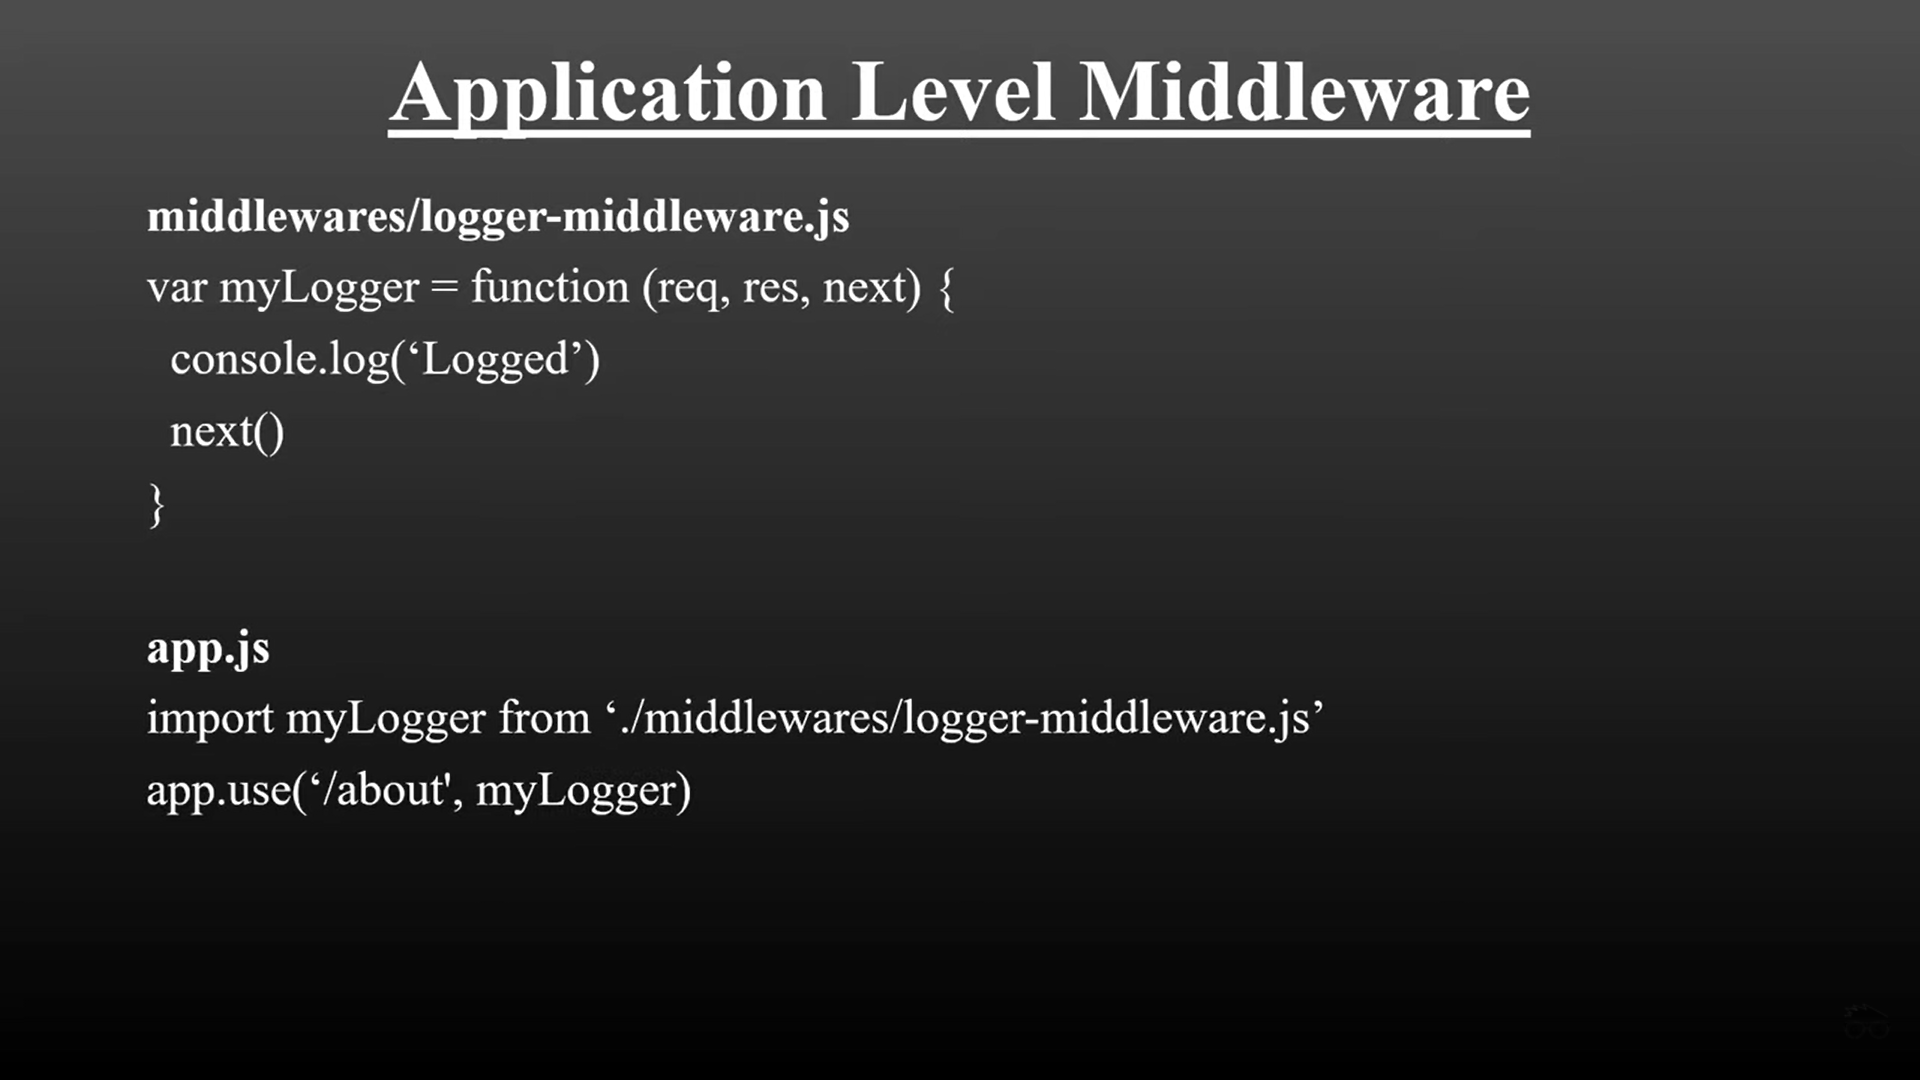 Application Level Middleware
middlewares/logger-middleware.js
var myLogger = function (req, res, next) {
console.log(‘Logged’)
next()
}
app.js
import myLogger from ‘./middlewares/logger-middleware.js’
app.use(‘/about', myLogger)